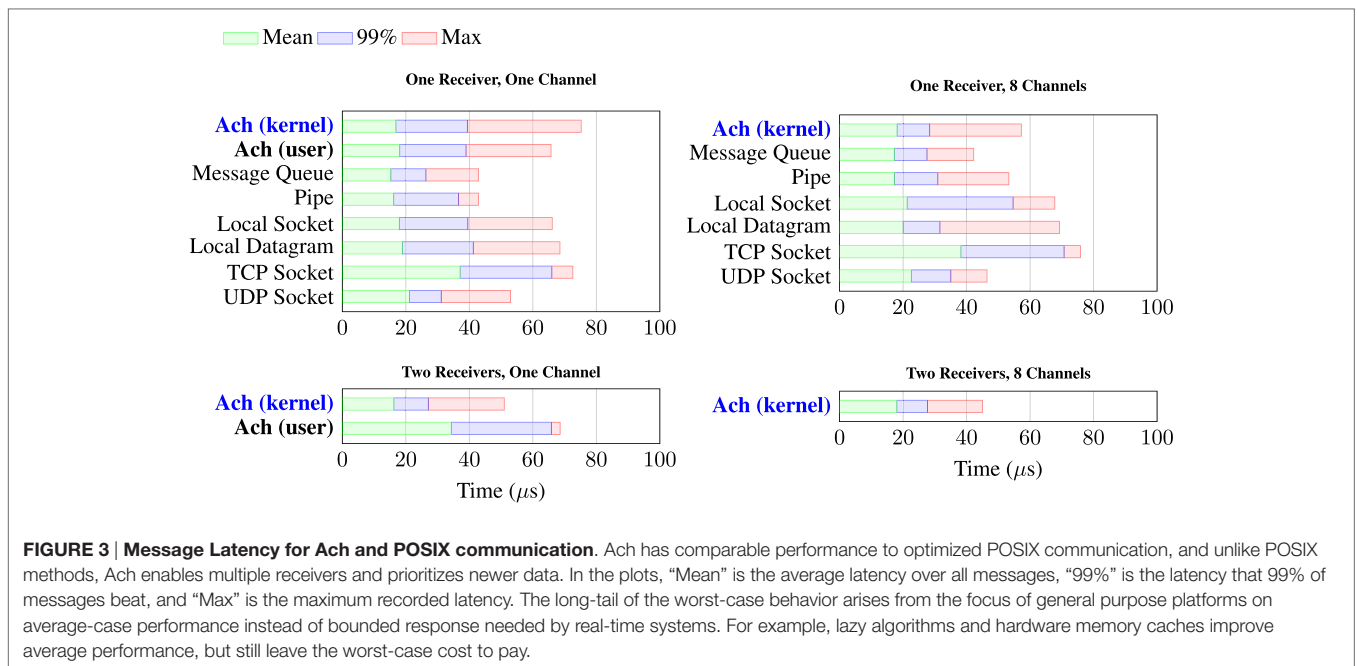 Mean 99% Max
One Receiver, One Channel
Ach (kernel)
Ach (user)
Message Queue
Pipe
Local Socket
Local Datagram
TCP Socket
UDP Socket
0 20 40 60 80 100
One Receiver, 8 Channels
Ach (kernel)
Message Queue
Pipe
Local Socket
Local Datagram
TCP Socket
UDP Socket
0 20 40 60 80 100
Two Receivers, One Channel
Ach (kernel)
Ach (user)
0 20 40 60 80 100
Time (μs)
Two Receivers, 8 Channels
Ach (kernel)
0 20 40 60 80 100
Time (μs)
FIGURE 3 | Message Latency for Ach and POSIX communication. Ach has comparable performance to optimized POSIX communication, and unlike POSIX
methods, Ach enables multiple receivers and prioritizes newer data. In the plots, “Mean” is the average latency over all messages, “99%” is the latency that 99% of
messages beat, and “Max” is the maximum recorded latency. The long-tail of the worst-case behavior arises from the focus of general purpose platforms on
average-case performance instead of bounded response needed by real-time systems. For example, lazy algorithms and hardware memory caches improve
average performance, but still leave the worst-case cost to pay.